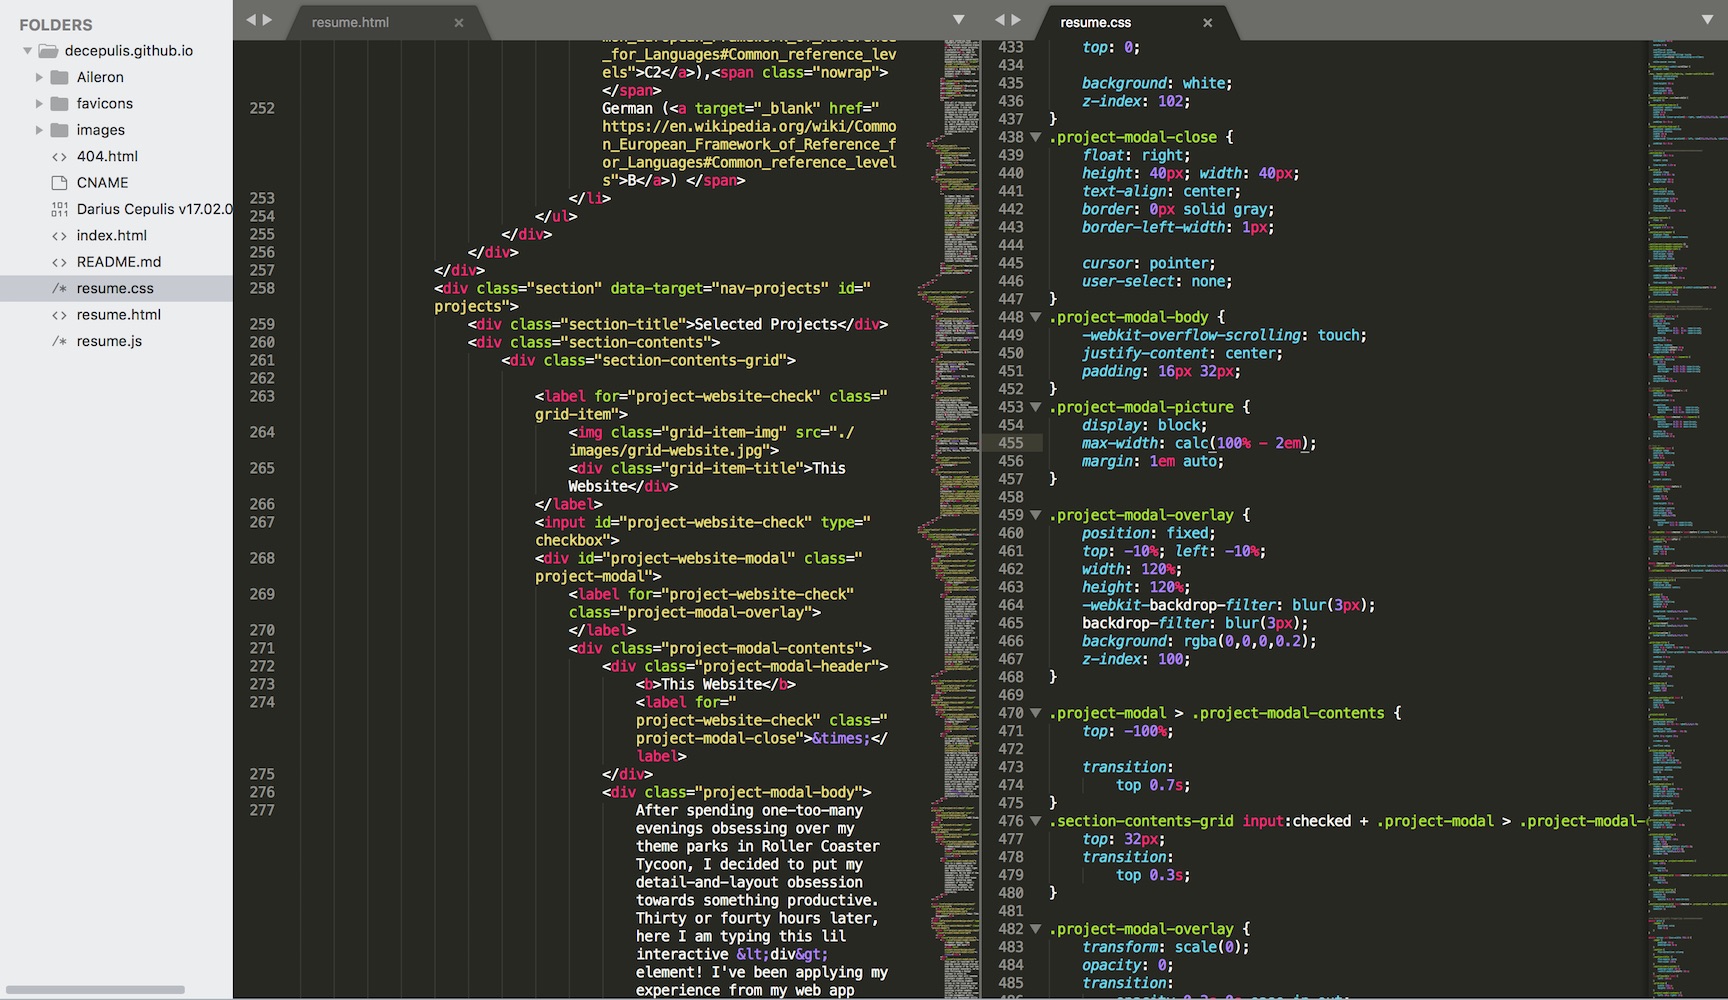 FOLDERS
decepulis.github.io
Aileron
favicons
images
404.html
CNAME
Darius Cepulis v17.02.0
index.html
README.md
resume.css
resume.html
resume.js
resume.html
_for_Languages#Common_reference_lev
els">C2</a>),<span class="nowrap">
</span>
252 German (<a target="_blank" href="
https://en.wikipedia.org/wiki/Commo
n_European_Framework_of_Reference_f
or_Languages#Common_reference_level
s">B</a>) </span>
253 </li>
254 </ul>
255 </div>
256 </div>
257 </div>
258 <div class="section" data-target="nav-projects" id="
projects">
259 <div class="section-title">Selected Projects</div>
260 <div class="section-contents">
261 <div class="section-contents-grid">
262
263 <label for="project-website-check" class="
grid-item">
264 <img class="grid-item-img" src="./
images/grid-website.jpg">
265 <div class="grid-item-title">This
Website</div>
266 </label>
267 <input id="project-website-check" type="
checkbox">
268 <div id="project-website-modal" class="
project-modal">
269 <label for="project-website-check"
class="project-modal-overlay">
270 </label>
271 <div class="project-modal-contents">
272 <div class="project-modal-header">
273 <b>This Website</b>
274 <label for="
project-website-check" class="
project-modal-close">&times;</
label>
275 </div>
276 <div class="project-modal-body">
277 After spending one-too-many
evenings obsessing over my
theme parks in Roller Coaster
Tycoon, I decided to put my
detail-and-layout obsession
towards something productive.
Thirty or fourty hours later,
here I am typing this lil
interactive &lt;div&gt;
element! I've been applying my
experience from my web app
resume.css
433 top: 0;
434
435 background: white;
436 z-index: 102;
437 }
438 .project-modal-close {
439 float: right;
440 height: 40px; width: 40px;
441 text-align: center;
442 border: 0px solid gray;
443 border-left-width: 1px;
444
445 cursor: pointer;
446 user-select: none;
447 }
448 .project-modal-body {
449 -webkit-overflow-scrolling: touch;
450 justify-content: center;
451 padding: 16px 32px;
452 }
453 .project-modal-picture {
454 display: block;
455 max-width: calc(100% - 2em);
456 margin: 1em auto;
457 }
458
459 .project-modal-overlay {
460 position: fixed;
461 top: -10%; left: -10%;
462 width: 120%;
463 height: 120%;
464 -webkit-backdrop-filter: blur(3px);
465 backdrop-filter: blur(3px);
466 background: rgba(0,0,0,0.2);
467 z-index: 100;
468 }
469
470 .project-modal > .project-modal-contents {
471 top: -100%;
472
473 transition:
474 top 0.7s;
475 }
476 .section-contents-grid input:checked + .project-modal > .project-modal-
477 top: 32px;
478 transition:
479 top 0.3s;
480 }
481
482 .project-modal-overlay {
483 transform: scale(0);
484 opacity: 0;
485 transition: